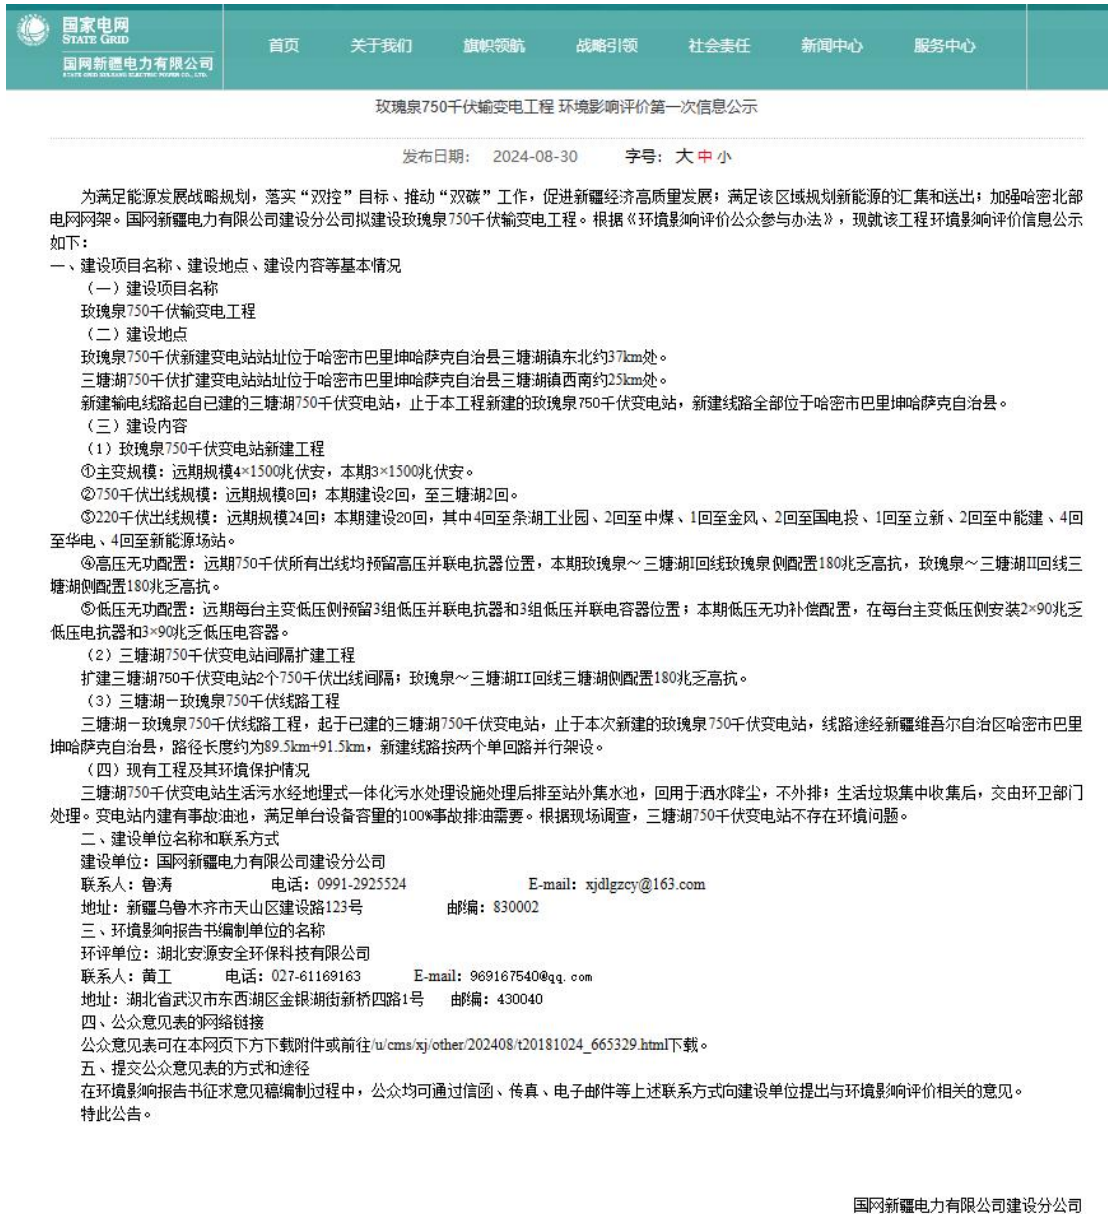 国家电网
STATE GRID
国网新疆电力有限公司
STATE GRID XINJIANG ELECTRIC POWER CO., LTD.
首页 关于我们 旗帜领航 战略引领 社会责任 新闻中心 服务中心
玫瑰泉750千伏输变电工程 环境影响评价第一次信息公示
发布日期: 2024-08-30 字号: 大 中 小
为满足能源发展战略规划，落实“双控”目标、推动“双碳”工作，促进新疆经济高质量发展；满足该区域规划新能源的汇集和送出；加强哈密北部
电网网架。国网新疆电力有限公司建设分公司拟建设玫瑰泉750千伏输变电工程。根据《环境影响评价公众参与办法》，现就该工程环境影响评价信息公示
如下：
一、建设项目名称、建设地点、建设内容等基本情况
（一）建设项目名称
玫瑰泉750千伏输变电工程
（二）建设地点
玫瑰泉750千伏新建变电站站址位于哈密市巴里坤哈萨克自治县三塘湖镇东北约37km处。
三塘湖750千伏扩建变电站站址位于哈密市巴里坤哈萨克自治县三塘湖镇西南约25km处。
新建输电线路起自已建的三塘湖750千伏变电站，止于本工程新建的玫瑰泉750千伏变电站，新建线路全部位于哈密市巴里坤哈萨克自治县。
（三）建设内容
（1）玫瑰泉750千伏变电站新建工程
①主变规模：远期规模4×1500兆伏安，本期3×1500兆伏安。
②750千伏出线规模：远期规模8回；本期建设2回，至三塘湖2回。
③220千伏出线规模：远期规模24回；本期建设20回，其中4回至条湖工业园、2回至中煤、1回至金风、2回至国电投、1回至立新、2回至中能建、4回
至华电、4回至新能源场站。
④高压无功配置：远期750千伏所有出线均预留高压并联电抗器位置，本期玫瑰泉～三塘湖I回线玫瑰泉侧配置180兆乏高抗，玫瑰泉～三塘湖II回线三
塘湖侧配置180兆乏高抗。
⑤低压无功配置：远期每台主变低压侧预留3组低压并联电抗器和3组低压并联电容器位置；本期低压无功补偿配置，在每台主变低压侧安装2×90兆乏
低压电抗器和3×90兆乏低压电容器。
（2）三塘湖750千伏变电站间隔扩建工程
扩建三塘湖750千伏变电站2个750千伏出线间隔；玫瑰泉～三塘湖II回线三塘湖侧配置180兆乏高抗。
（3）三塘湖－玫瑰泉750千伏线路工程
三塘湖－玫瑰泉750千伏线路工程，起于已建的三塘湖750千伏变电站，止于本次新建的玫瑰泉750千伏变电站，线路途经新疆维吾尔自治区哈密市巴里
坤哈萨克自治县，路径长度约为89.5km+91.5km，新建线路按两个单回路并行架设。
（四）现有工程及其环境保护情况
三塘湖750千伏变电站生活污水经地埋式一体化污水处理设施处理后排至站外集水池，回用于洒水降尘，不外排；生活垃圾集中收集后，交由环卫部门
处理。变电站内建有事故油池，满足单台设备容量的100%事故排油需要。根据现场调查，三塘湖750千伏变电站不存在环境问题。
二、建设单位名称和联系方式
建设单位：国网新疆电力有限公司建设分公司
联系人：鲁涛 电话：0991-2925524 E-mail：xjdlgzcy@163.com
地址：新疆乌鲁木齐市天山区建设路123号 邮编：830002
三、环境影响报告书编制单位的名称
环评单位：湖北安源安全环保科技有限公司
联系人：黄工 电话：027-61169163 E-mail：969167540@qq.com
地址：湖北省武汉市东西湖区金银湖街新桥四路1号 邮编：430040
四、公众意见表的网络链接
公众意见表可在本网页下方下载附件或前往/u/cms/xj/other/202408/t20181024_665329.html下载。
五、提交公众意见表的方式和途径
在环境影响报告书征求意见稿编制过程中，公众均可通过信函、传真、电子邮件等上述联系方式向建设单位提出与环境影响评价相关的意见。
特此公告。
国网新疆电力有限公司建设分公司